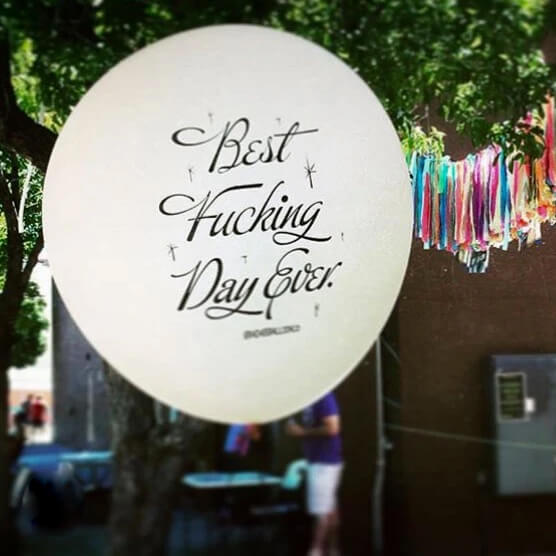 Best
Fucking
Day Ever.